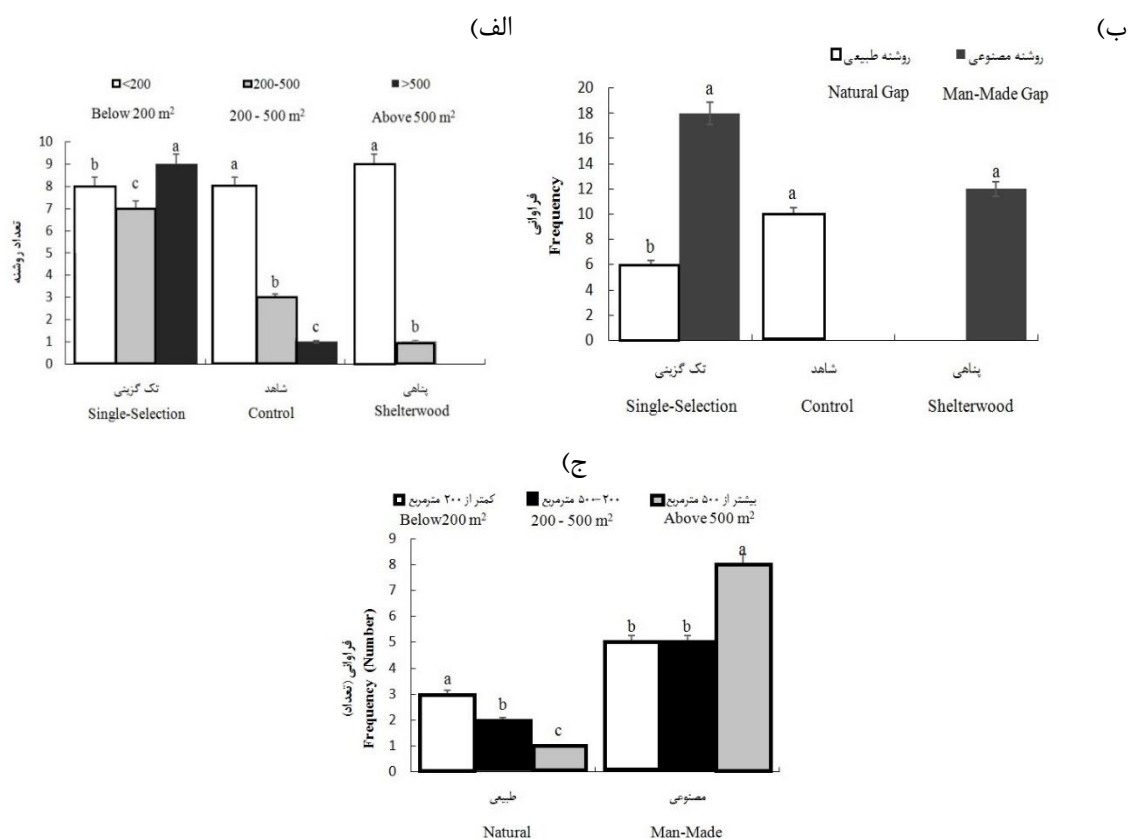 الف)
<200 200-500 >500
Below 200 m² 200 - 500 m² Above 500 m²
تعداد روشنه
10
9
8
7
6
5
4
3
2
1
0
b c a a b c a b
تک گزینی شاهد پناهی
Single-Selection Control Shelterwood
ب)
روشنه طبیعی روشنه مصنوعی
Natural Gap Man-Made Gap
فراوانی
Frequency
20
18
16
14
12
10
8
6
4
2
0
b a a a
تک گزینی شاهد پناهی
Single-Selection Control Shelterwood
ج)
کمتر از ۲۰۰ مترمربع ۲۰۰-۵۰۰ مترمربع بیشتر از ۵۰۰ مترمربع
Below200 m² 200 - 500 m² Above 500 m²
فراوانی (تعداد)
Frequency (Number)
9
8
7
6
5
4
3
2
1
0
a b c b b a
طبیعی مصنوعی
Natural Man-Made